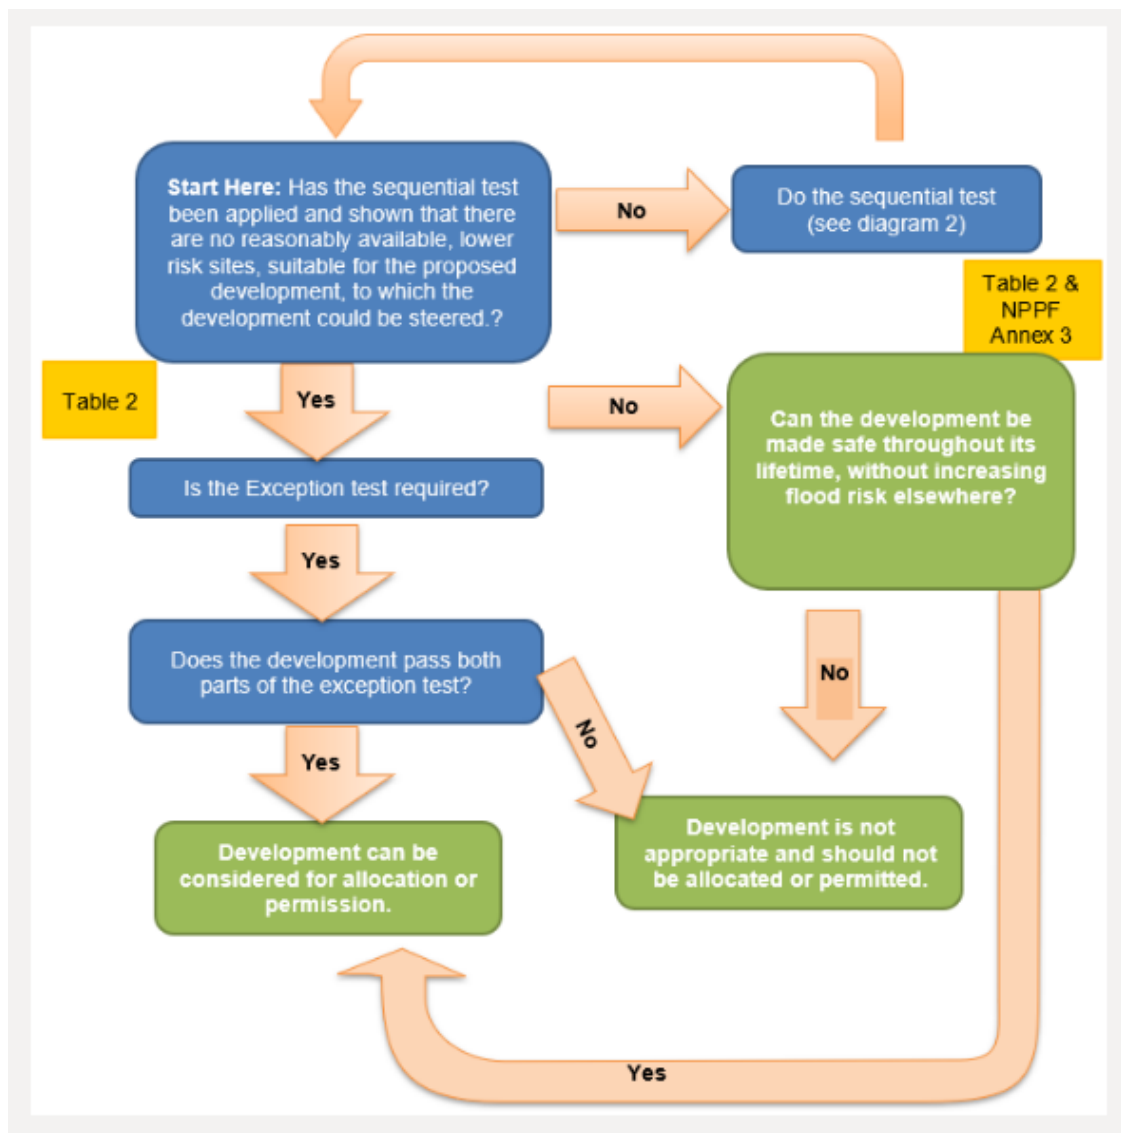 Start Here: Has the sequential test
been applied and shown that there
are no reasonably available, lower
risk sites, suitable for the proposed
development, to which the
development could be steered.?
No
Do the sequential test
(see diagram 2)
Table 2 &
NPPF
Annex 3
Table 2
Yes
No
Can the development be
made safe throughout its
lifetime, without increasing
flood risk elsewhere?
Is the Exception test required?
Yes
Does the development pass both
parts of the exception test?
No
No
Yes
Development can be
considered for allocation or
permission.
Development is not
appropriate and should not
be allocated or permitted.
Yes